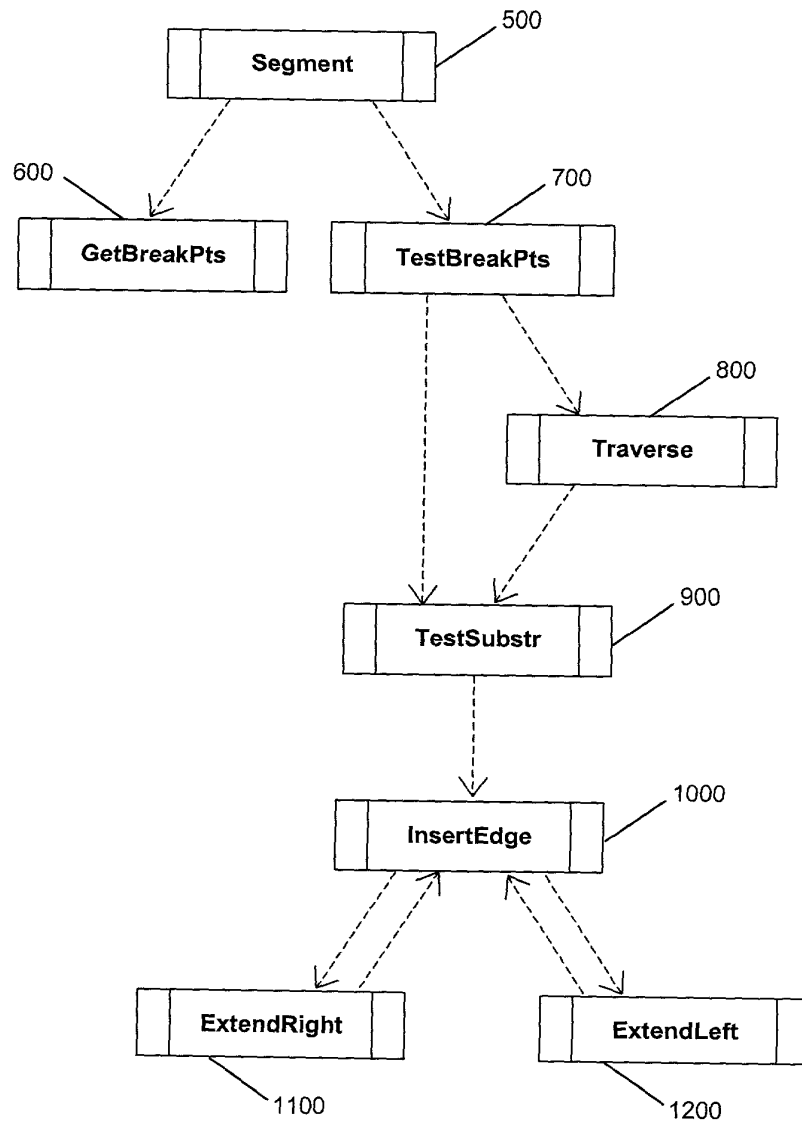 500
Segment
600
700
GetBreakPts
TestBreakPts
800
Traverse
900
TestSubstr
1000
InsertEdge
ExtendRight
ExtendLeft
1100
1200